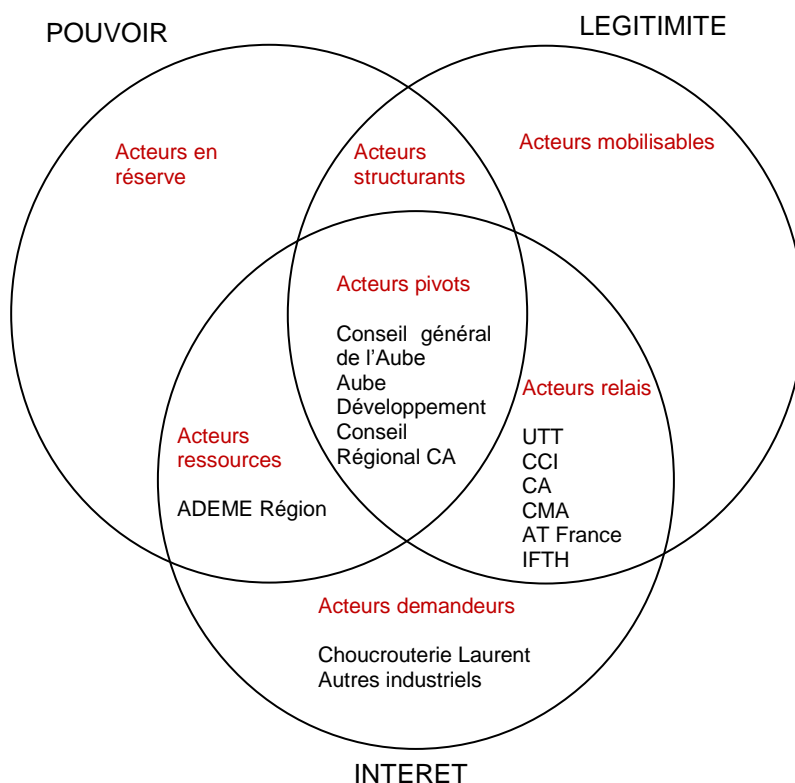 POUVOIR
LEGITIMITE
Acteurs en
réserve
Acteurs
structurants
Acteurs mobilisables
Acteurs pivots
Conseil général
de l'Aube
Aube
Développement
Conseil
Régional CA
Acteurs relais
UTT
CCI
CA
CMA
AT France
IFTH
Acteurs
ressources
ADEME Région
Acteurs demandeurs
Choucrouterie Laurent
Autres industriels
INTERET